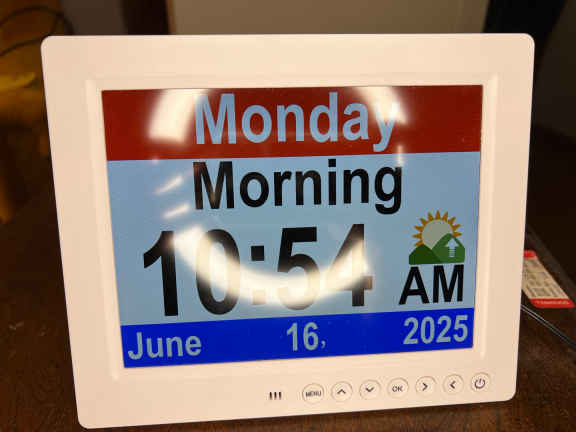 Monday
Morning
10:54
AM
June 16, 2025
MENU OK